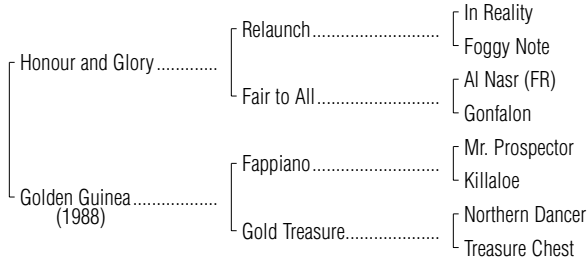 In Reality
Relaunch
Foggy Note
Honour and Glory
Al Nasr (FR)
Fair to All
Gonfalon
Mr. Prospector
Fappiano
Killaloe
Golden Guinea
(1988)
Northern Dancer
Gold Treasure
Treasure Chest